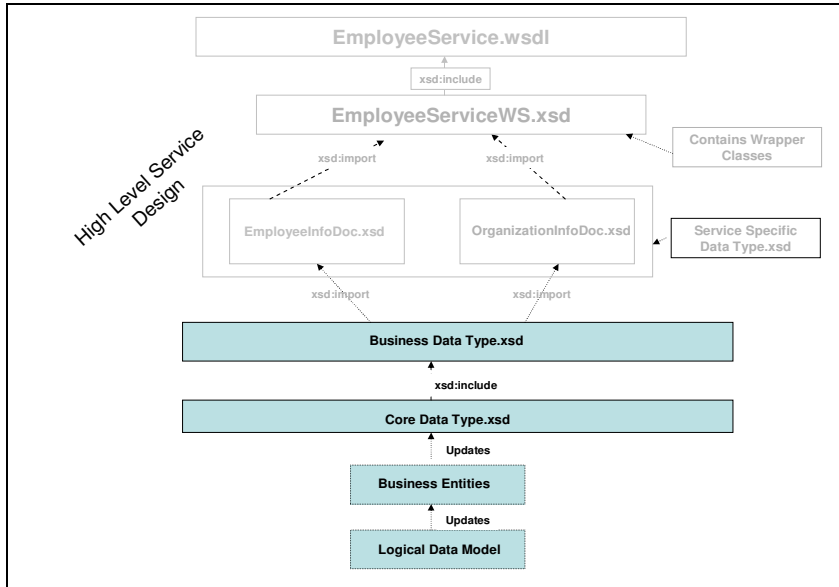 EmployeeService.wsdl
xsd:include
EmployeeServiceWS.xsd
Contains Wrapper
Classes
High Level Service
Design
xsd:import
xsd:import
EmployeeInfoDoc.xsd
OrganizationInfoDoc.xsd
Service Specific
Data Type.xsd
xsd:import
xsd:import
Business Data Type.xsd
xsd:include
Core Data Type.xsd
Updates
Business Entities
Updates
Logical Data Model